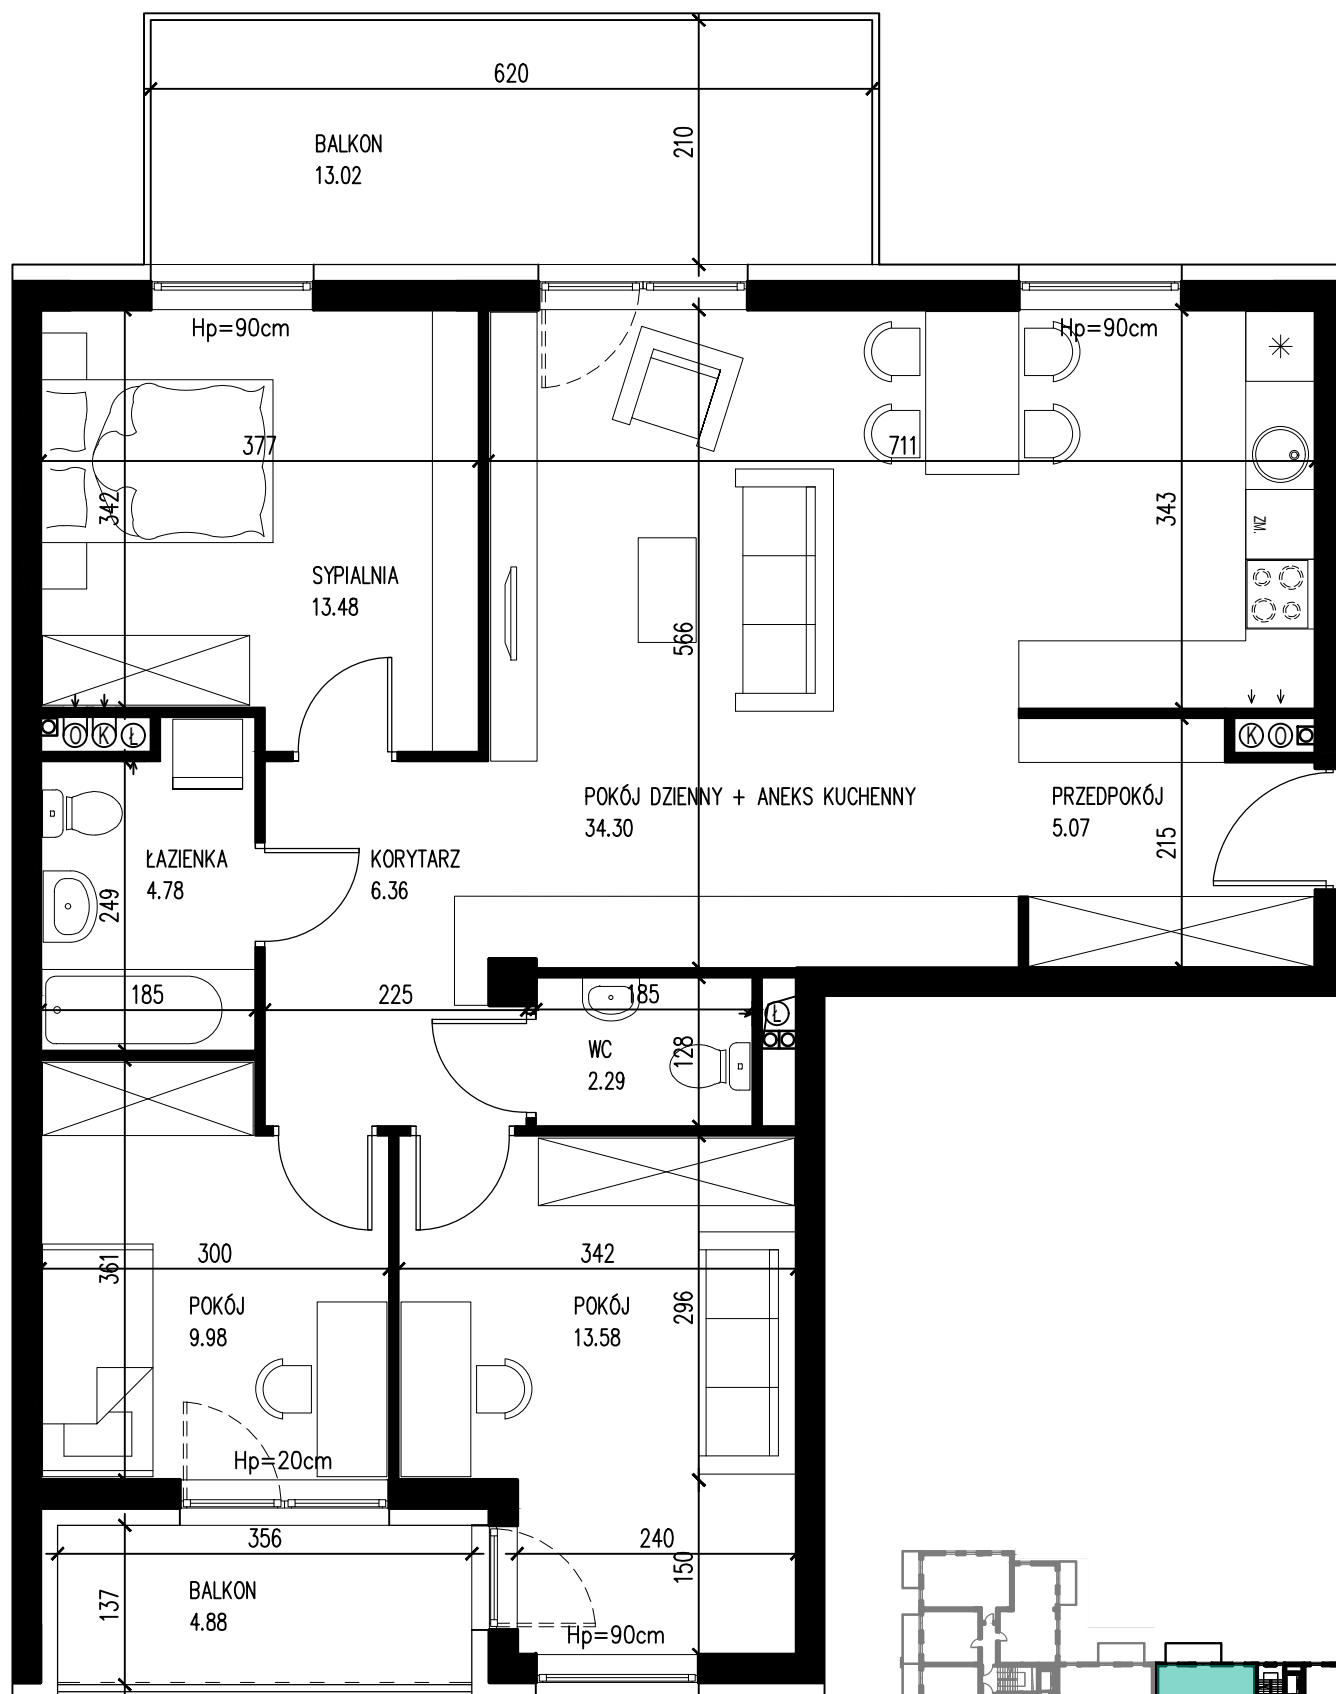 620
210
BALKON
13.02
Hp=90cm
Hp=90cm
377
711
342
343
ZM.
SYPIALNIA
13.48
566
O K Ł
K O
POKÓJ DZIENNY + ANEKS KUCHENNY
34.30
PRZEDPOKÓJ
5.07
215
ŁAZIENKA
4.78
KORYTARZ
6.36
249
185
225
185
Ł
WC
2.29
128
300
342
361
296
POKÓJ
9.98
POKÓJ
13.58
Hp=20cm
356
240
150
137
BALKON
4.88
Hp=90cm